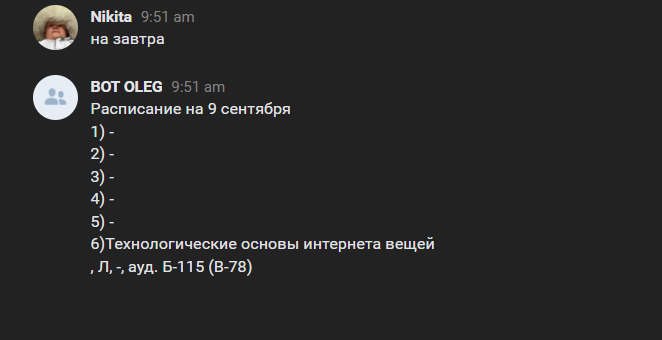 Nikita 9:51 am
на завтра
BOT OLEG 9:51 am
Расписание на 9 сентября
1) -
2) -
3) -
4) -
5) -
6)Технологические основы интернета вещей
, Л, -, ауд. Б-115 (В-78)